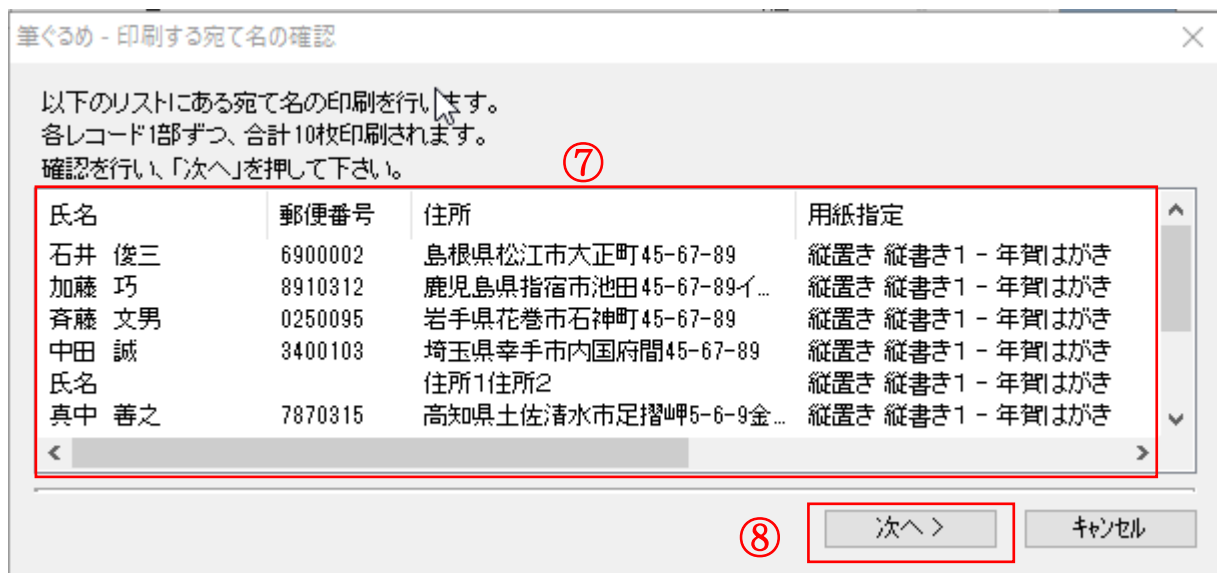 筆ぐるめ - 印刷する宛て名の確認
以下のリストにある宛て名の印刷を行います。
各レコード1部ずつ、合計10枚印刷されます。
確認を行い、「次へ」を押して下さい。
⑦
氏名 郵便番号 住所 用紙指定
石井 俊三 6900002 島根県松江市大正町45-67-89 縦置き 縦書き1 - 年賀はがき
加藤 巧 8910312 鹿児島県指宿市池田45-67-89イ... 縦置き 縦書き1 - 年賀はがき
斉藤 文男 0250095 岩手県花巻市石神町45-67-89 縦置き 縦書き1 - 年賀はがき
中田 誠 3400103 埼玉県幸手市内国府間45-67-89 縦置き 縦書き1 - 年賀はがき
氏名 住所1住所2 縦置き 縦書き1 - 年賀はがき
真中 善之 7870315 高知県土佐清水市足摺岬5-6-9金... 縦置き 縦書き1 - 年賀はがき
⑧ 次へ > キャンセル